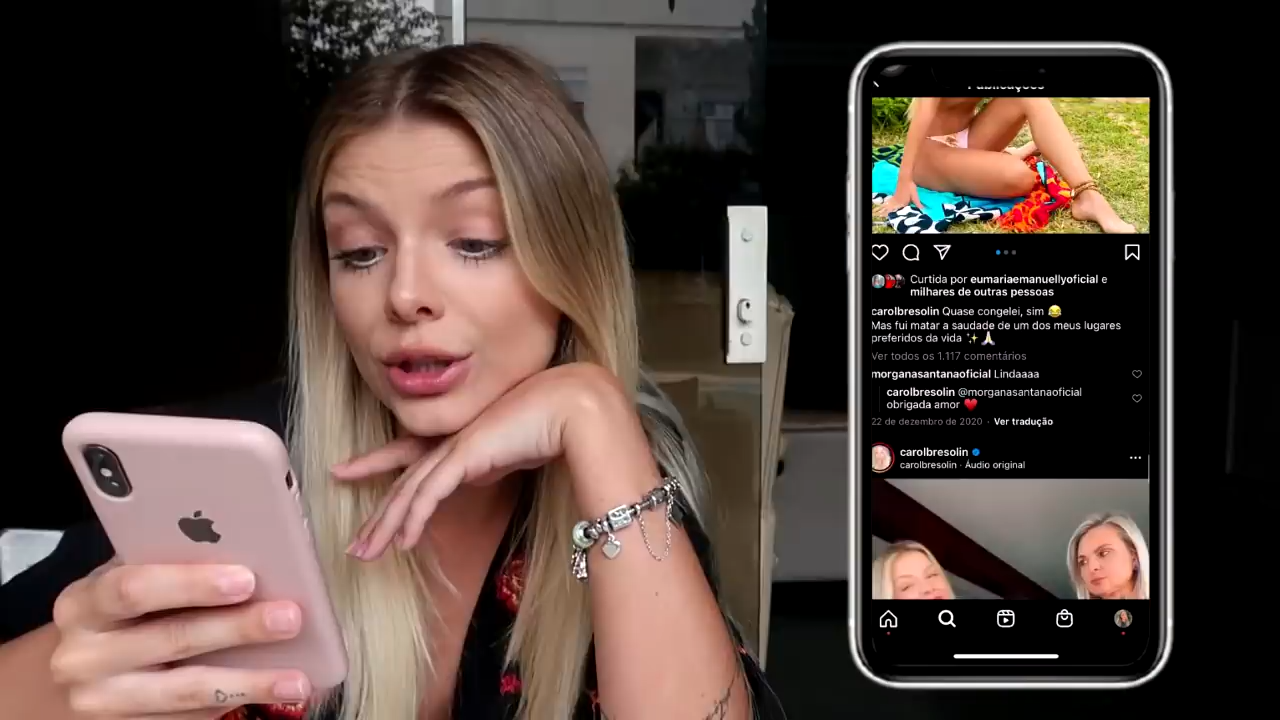 Publicações
Curtida por eumariaemanuellyoficial e
milhares de outras pessoas
carolbresolin Quase congelei, sim 😂
Mas fui matar a saudade de um dos meus lugares
preferidos da vida ✨🙏🏻
Ver todos os 1.117 comentários
morganasantanaoficial Lindaaaa
carolbresolin @morganasantanaoficial
obrigada amor ❤️
22 de dezembro de 2020 · Ver tradução
carolbresolin
carolbresolin · Áudio original